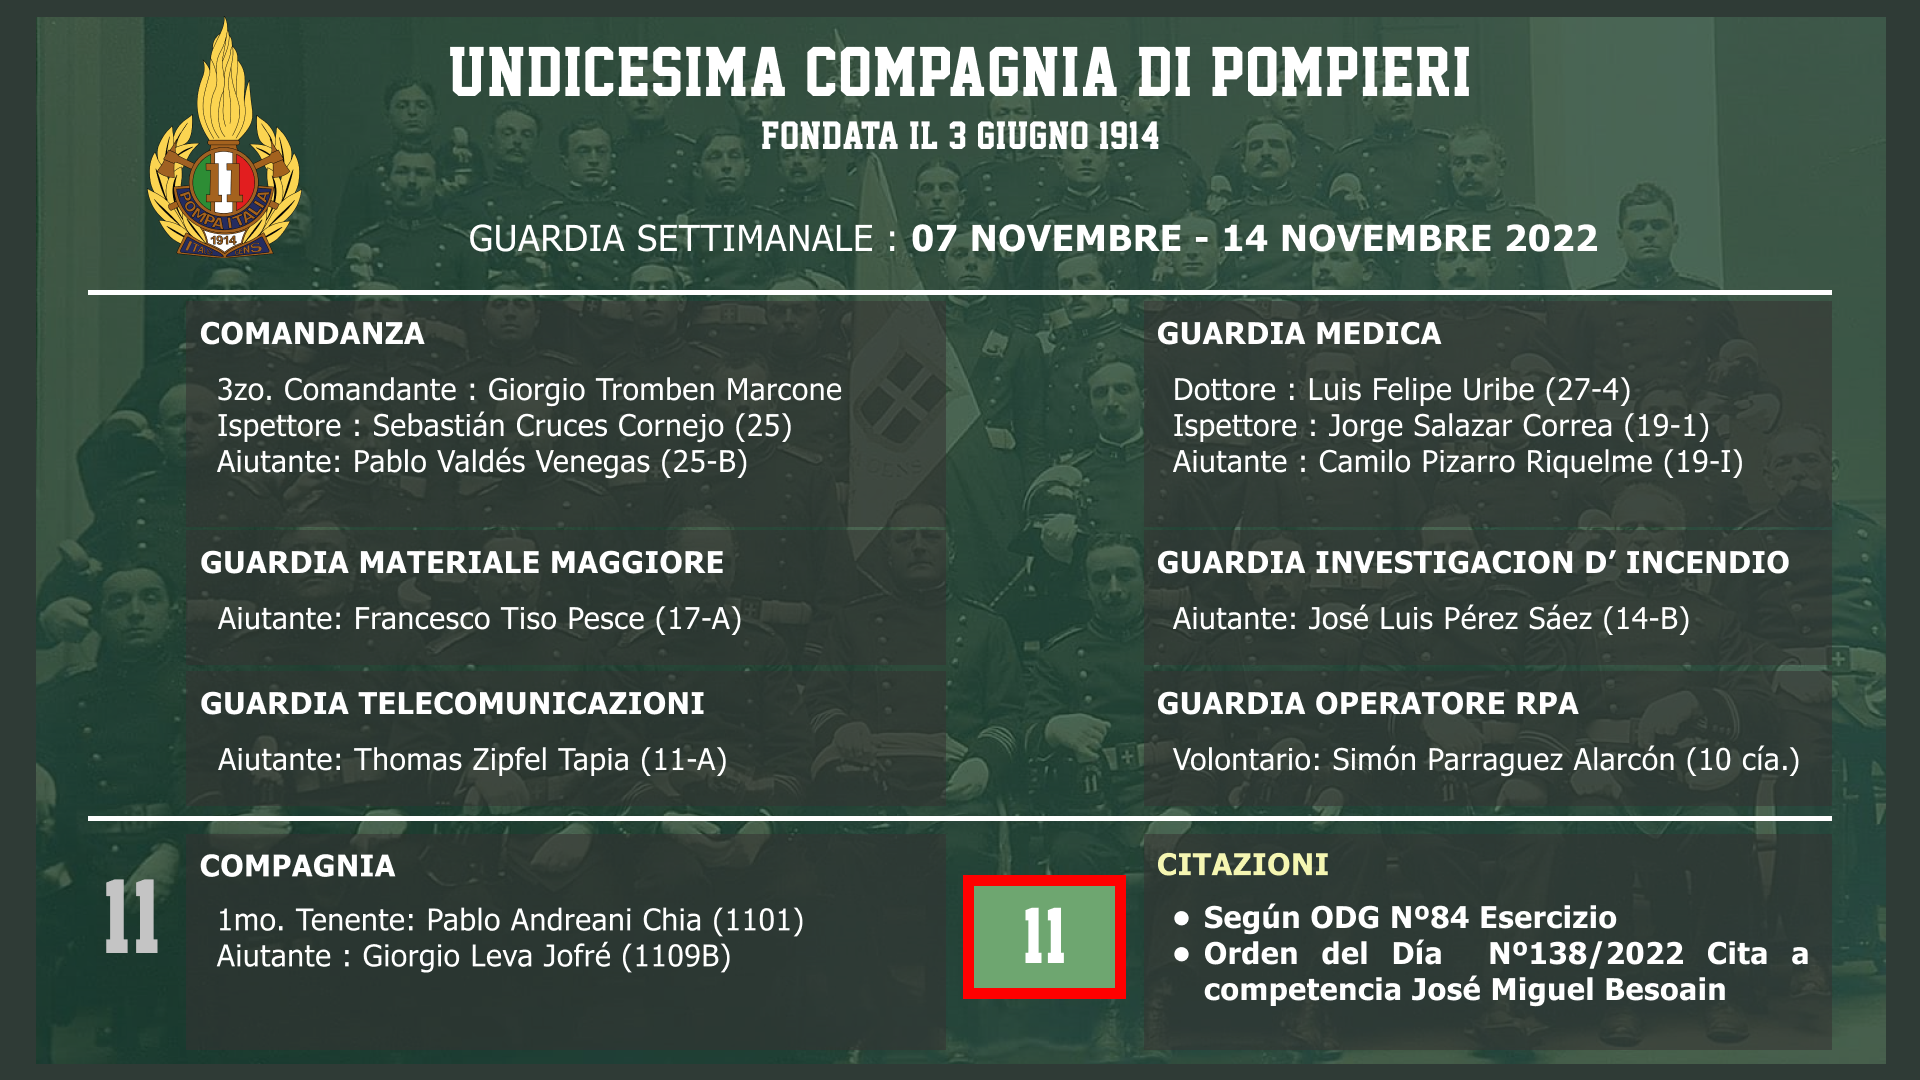 UNDICESIMA COMPAGNIA DI POMPIERI
FONDATA IL 3 GIUGNO 1914
11
POMPA ITALIA
1914
GUARDIA SETTIMANALE : 07 NOVEMBRE - 14 NOVEMBRE 2022
COMANDANZA
3zo. Comandante : Giorgio Tromben Marcone
Ispettore : Sebastián Cruces Cornejo (25)
Aiutante: Pablo Valdés Venegas (25-B)
GUARDIA MEDICA
Dottore : Luis Felipe Uribe (27-4)
Ispettore : Jorge Salazar Correa (19-1)
Aiutante : Camilo Pizarro Riquelme (19-I)
GUARDIA MATERIALE MAGGIORE
Aiutante: Francesco Tiso Pesce (17-A)
GUARDIA INVESTIGACION D’ INCENDIO
Aiutante: José Luis Pérez Sáez (14-B)
GUARDIA TELECOMUNICAZIONI
Aiutante: Thomas Zipfel Tapia (11-A)
GUARDIA OPERATORE RPA
Volontario: Simón Parraguez Alarcón (10 cía.)
11
COMPAGNIA
1mo. Tenente: Pablo Andreani Chia (1101)
Aiutante : Giorgio Leva Jofré (1109B)
11
CITAZIONI
● Según ODG Nº84 Esercizio
● Orden del Día Nº138/2022 Cita a
competencia José Miguel Besoain